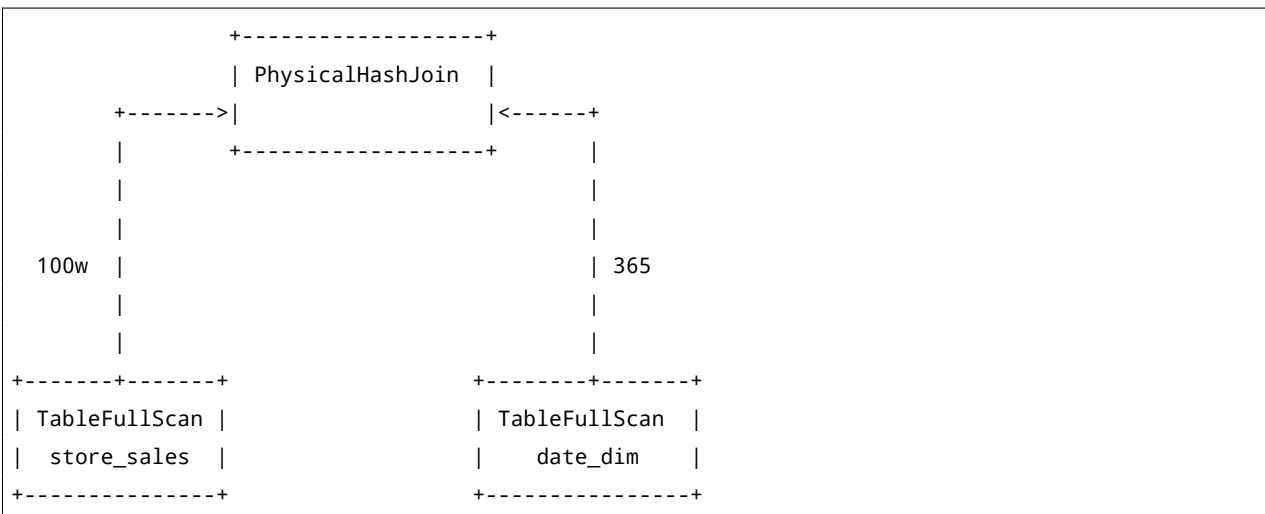 PhysicalHashJoin
100w 365
TableFullScan TableFullScan
store_sales date_dim